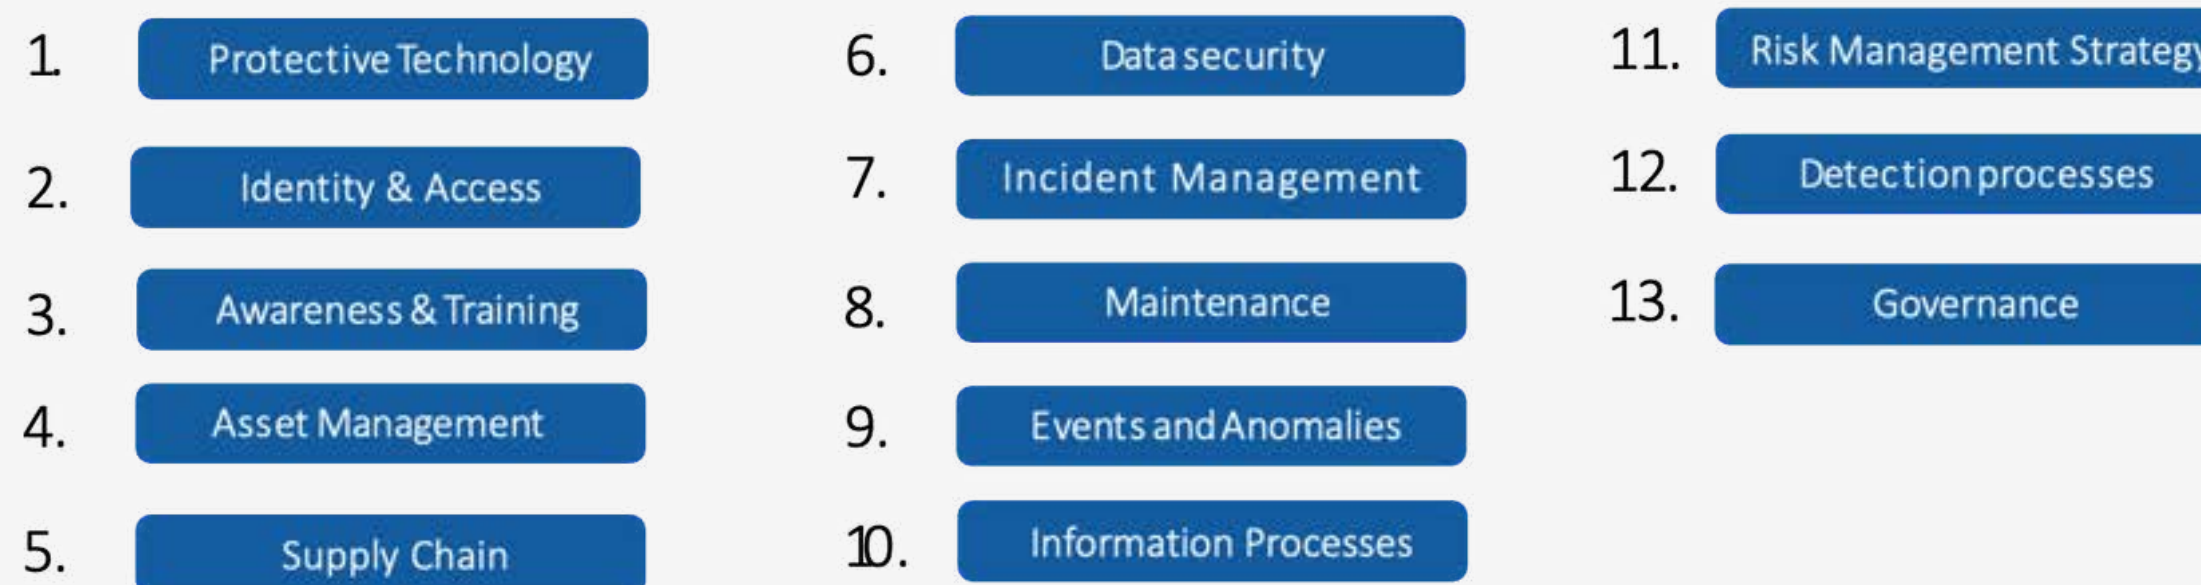 1. Protective Technology
2. Identity & Access
3. Awareness & Training
4. Asset Management
5. Supply Chain
6. Data security
7. Incident Management
8. Maintenance
9. Events and Anomalies
10. Information Processes
11. Risk Management Strategy
12. Detection processes
13. Governance